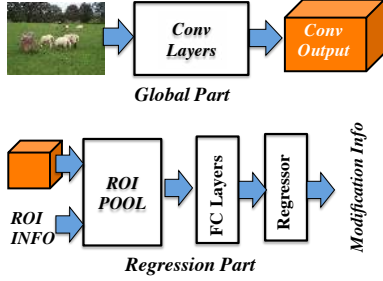 Conv
Layers
Conv
Output
Global Part
ROI
POOL
ROI
INFO
FC Layers
Regressor
Modification Info
Regression Part